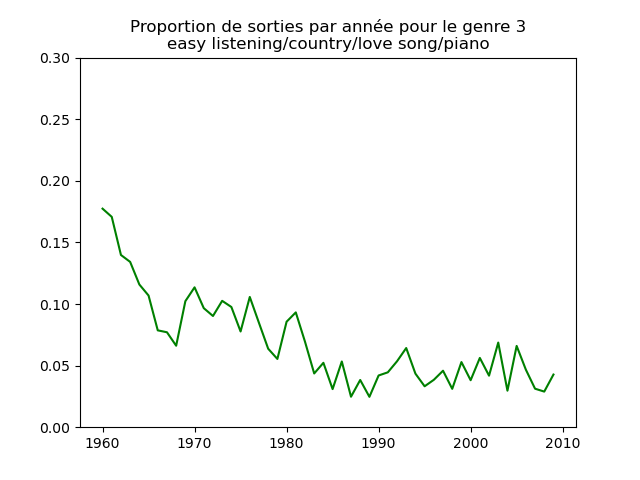 Proportion de sorties par année pour le genre 3
easy listening/country/love song/piano
0.30
0.25
0.20
0.15
0.10
0.05
0.00
1960 1970 1980 1990 2000 2010